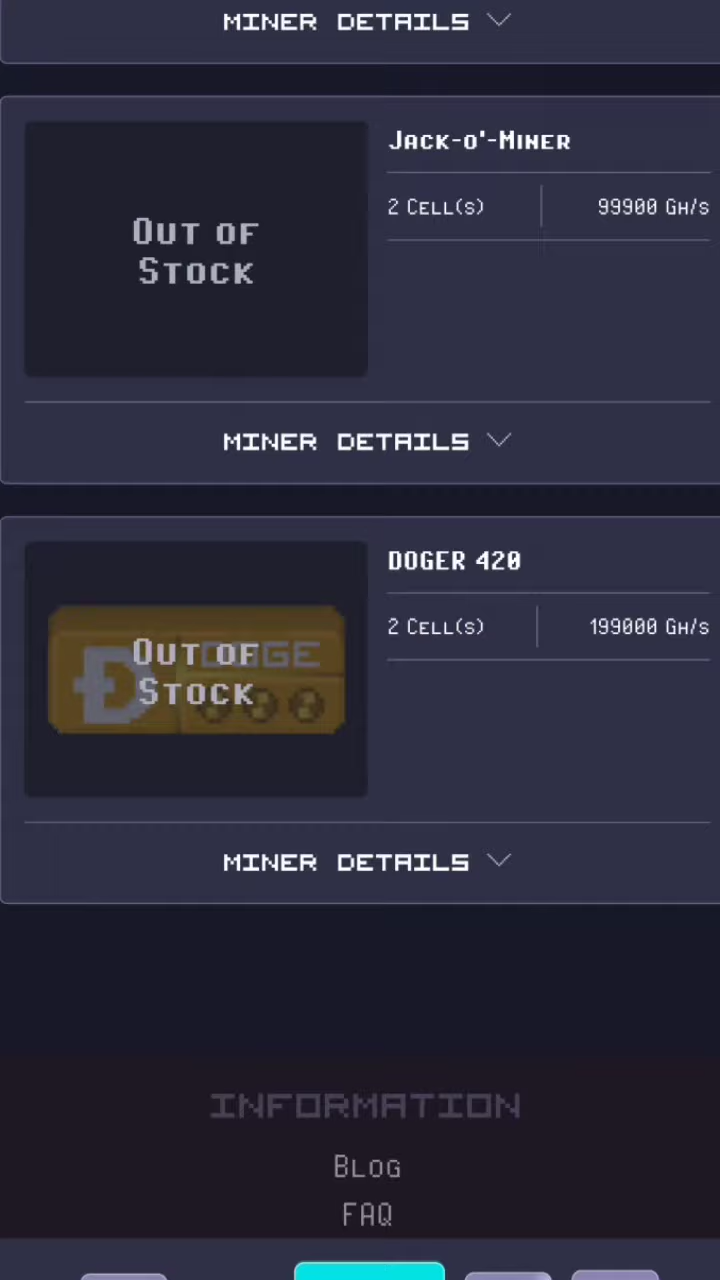 MINER DETAILS
Jack-o'-Miner
2 Cell(s) 99900 Gh/s
Out of
Stock
MINER DETAILS
DOGER 420
2 Cell(s) 199000 Gh/s
DOGE
Out of
Stock
MINER DETAILS
INFORMATION
Blog
FAQ